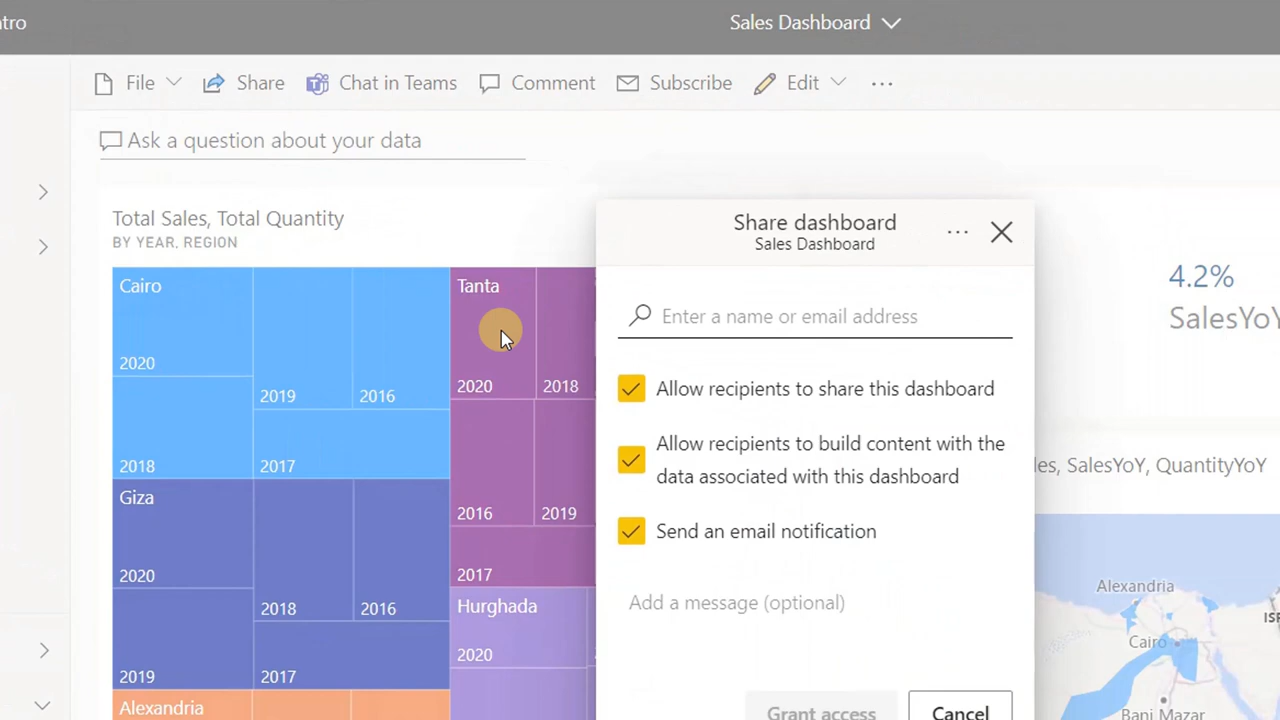 tro
Sales Dashboard
File
Share
Chat in Teams
Comment
Subscribe
Edit
Ask a question about your data
Total Sales, Total Quantity
BY YEAR, REGION
Cairo
2020
2019
2016
2018
2017
Giza
2020
2018
2016
2019
2017
Alexandria
Tanta
2020
2018
2016
2019
2017
Hurghada
2020
Share dashboard
Sales Dashboard
Enter a name or email address
Allow recipients to share this dashboard
Allow recipients to build content with the
data associated with this dashboard
Send an email notification
Add a message (optional)
Grant access
Cancel
4.2%
SalesYoY
les, SalesYoY, QuantityYoY
Alexandria
Cairo
Bani Mazar